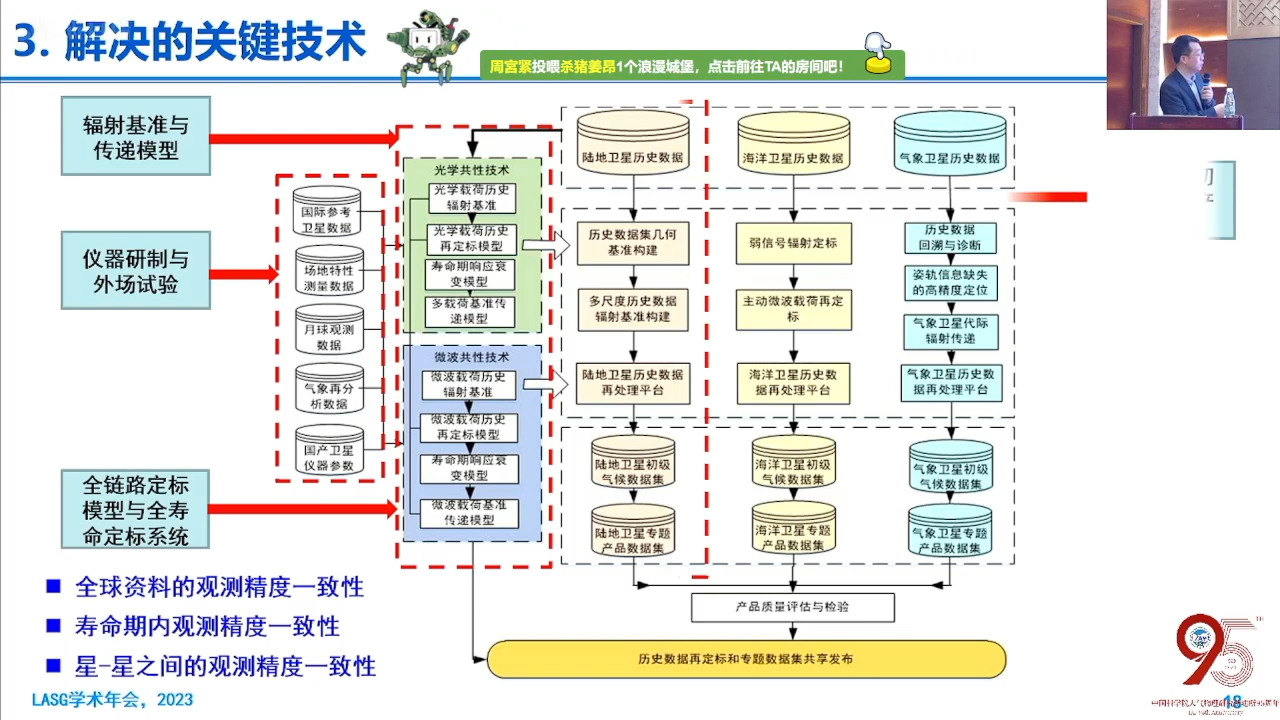 3. 解决的关键技术
周宫紧投喂杀猪姜昂1个浪漫城堡，点击前往TA的房间吧！
辐射基准与
传递模型
仪器研制与
外场试验
全链路定标
模型与全寿
命定标系统
国际参考
卫星数据
场地特性
测量数据
月球观测
数据
气象再分
析数据
国产卫星
仪器参数
光学共性技术
光学载荷历史
辐射基准
光学载荷历史
再定标模型
寿命期响应衰
变模型
多载荷基准传
递模型
微波共性技术
微波载荷历史
辐射基准
微波载荷历史
再定标模型
寿命期响应衰
变模型
微波载荷基准
传递模型
陆地卫星历史数据
历史数据集几何
基准构建
多尺度历史数据
辐射基准构建
陆地卫星历史数据
再处理平台
陆地卫星初级
气候数据集
陆地卫星专题
产品数据集
海洋卫星历史数据
弱信号辐射定标
主动微波载荷再定
标
海洋卫星历史数
据再处理平台
海洋卫星初级
气候数据集
海洋卫星专题
产品数据集
气象卫星历史数据
历史数据
回溯与诊断
姿轨信息缺失
的高精度定位
气象卫星代际
辐射传递
气象卫星历史数
据再处理平台
气象卫星初级
气候数据集
气象卫星专题
产品数据集
产品质量评估与检验
历史数据再定标和专题数据集共享发布
全球资料的观测精度一致性
寿命期内观测精度一致性
星-星之间的观测精度一致性
LASG学术年会，2023
95TH
18